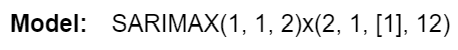 Model: SARIMAX(1, 1, 2)x(2, 1, [1], 12)